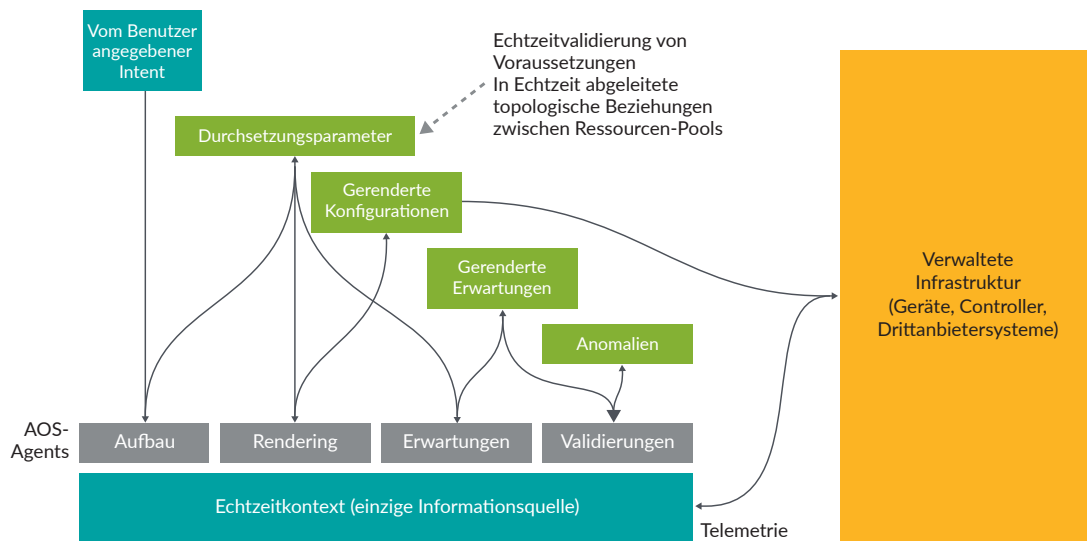 Vom Benutzer
angegebener
Intent
Echtzeitvalidierung von
Voraussetzungen
In Echtzeit abgeleitete
topologische Beziehungen
zwischen Ressourcen-Pools
Durchsetzungsparameter
Gerenderte
Konfigurationen
Gerenderte
Erwartungen
Anomalien
Verwaltete
Infrastruktur
(Geräte, Controller,
Drittanbietersysteme)
AOS-
Agents
Aufbau
Rendering
Erwartungen
Validierungen
Echtzeitkontext (einzige Informationsquelle)
Telemetrie